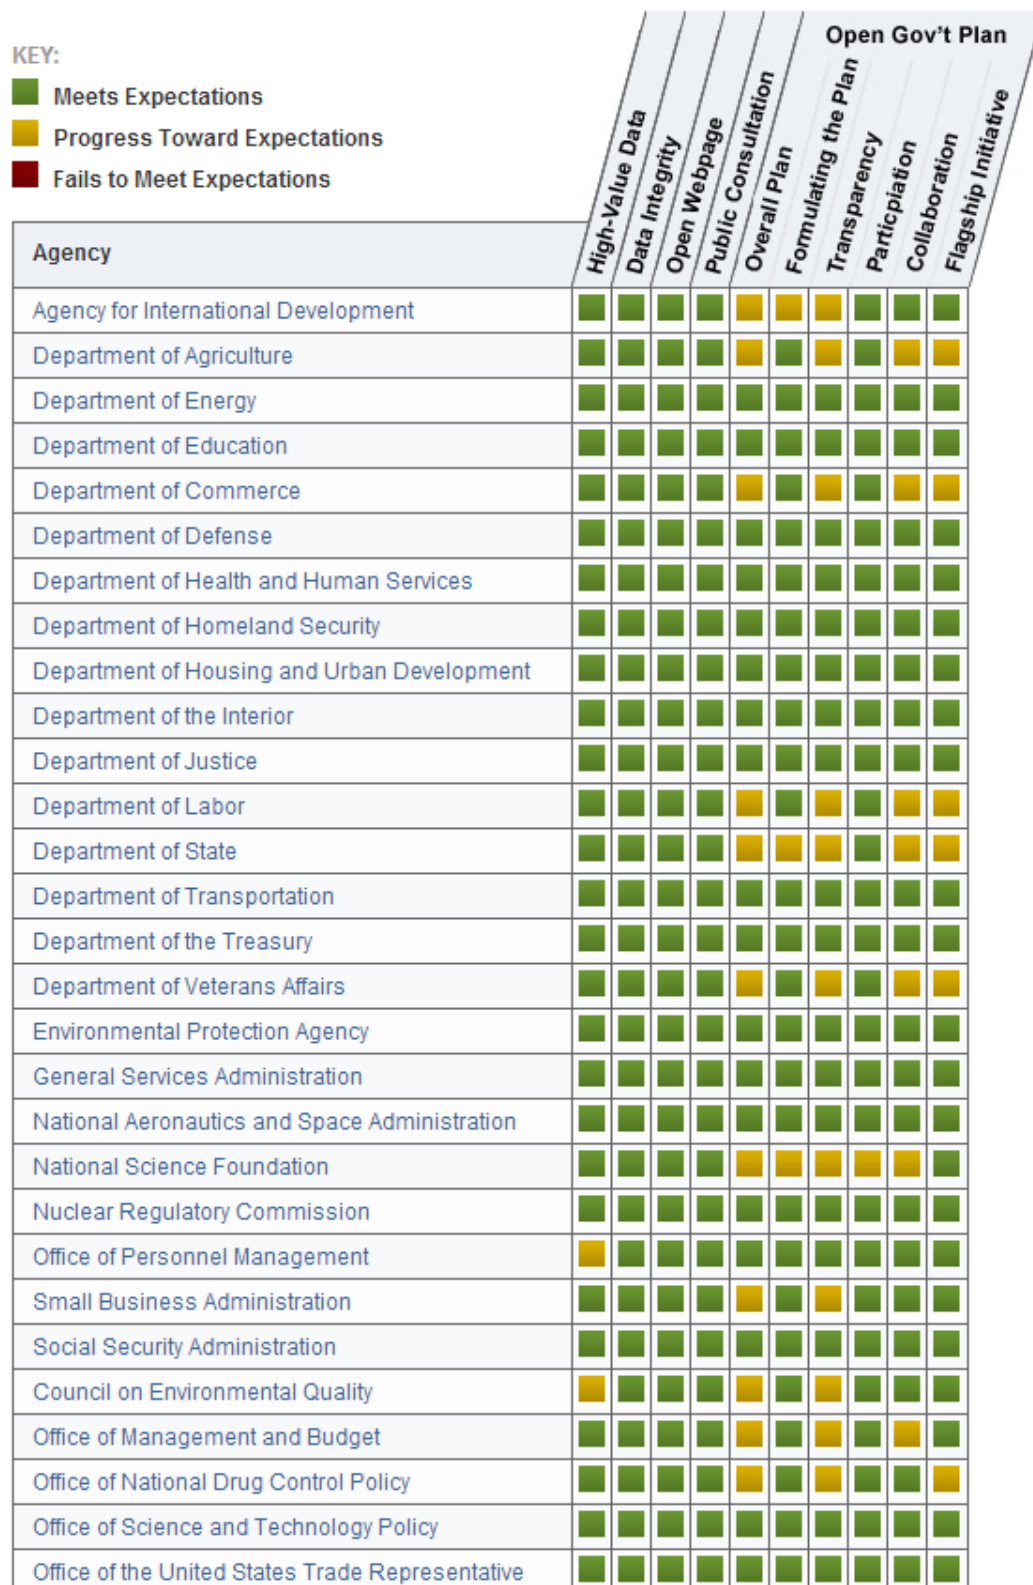 Open Gov't Plan
KEY:
Meets Expectations
Progress Toward Expectations
Fails to Meet Expectations
High-Value Data
Data Integrity
Open Webpage
Public Consultation
Overall Plan
Formulating the Plan
Transparency
Particpiation
Collaboration
Flagship Initiative
Agency
Agency for International Development
Department of Agriculture
Department of Energy
Department of Education
Department of Commerce
Department of Defense
Department of Health and Human Services
Department of Homeland Security
Department of Housing and Urban Development
Department of the Interior
Department of Justice
Department of Labor
Department of State
Department of Transportation
Department of the Treasury
Department of Veterans Affairs
Environmental Protection Agency
General Services Administration
National Aeronautics and Space Administration
National Science Foundation
Nuclear Regulatory Commission
Office of Personnel Management
Small Business Administration
Social Security Administration
Council on Environmental Quality
Office of Management and Budget
Office of National Drug Control Policy
Office of Science and Technology Policy
Office of the United States Trade Representative